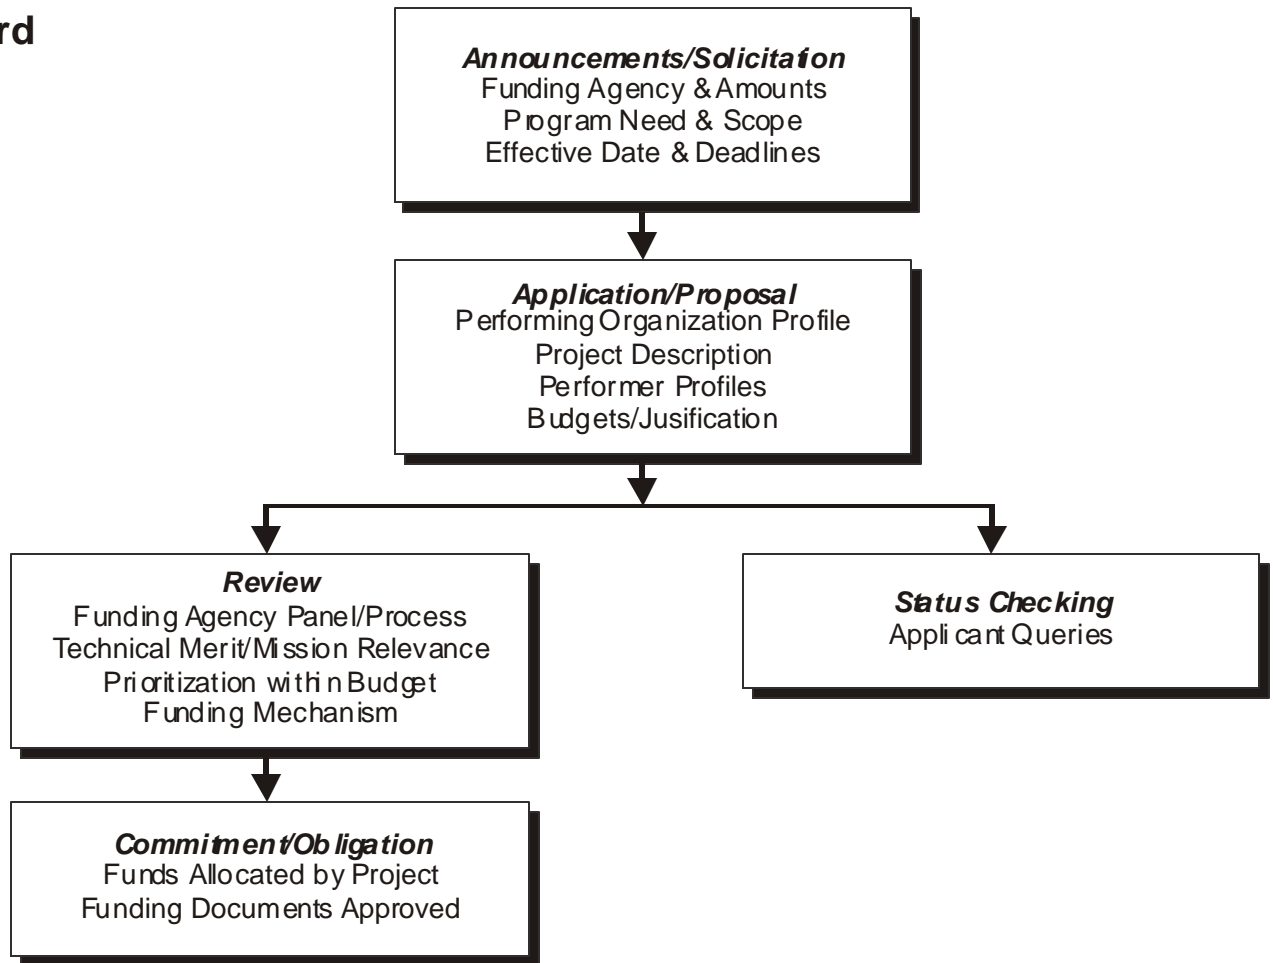 rd
Announcements/Solicitation
Funding Agency & Amounts
Program Need & Scope
Effective Date & Deadlines
Application/Proposal
Performing Organization Profile
Project Description
Performer Profiles
Budgets/Jusification
Review
Funding Agency Panel/Process
Technical Merit/Mission Relevance
Prioritization within Budget
Funding Mechanism
Status Checking
Applicant Queries
Commitment/Obligation
Funds Allocated by Project
Funding Documents Approved